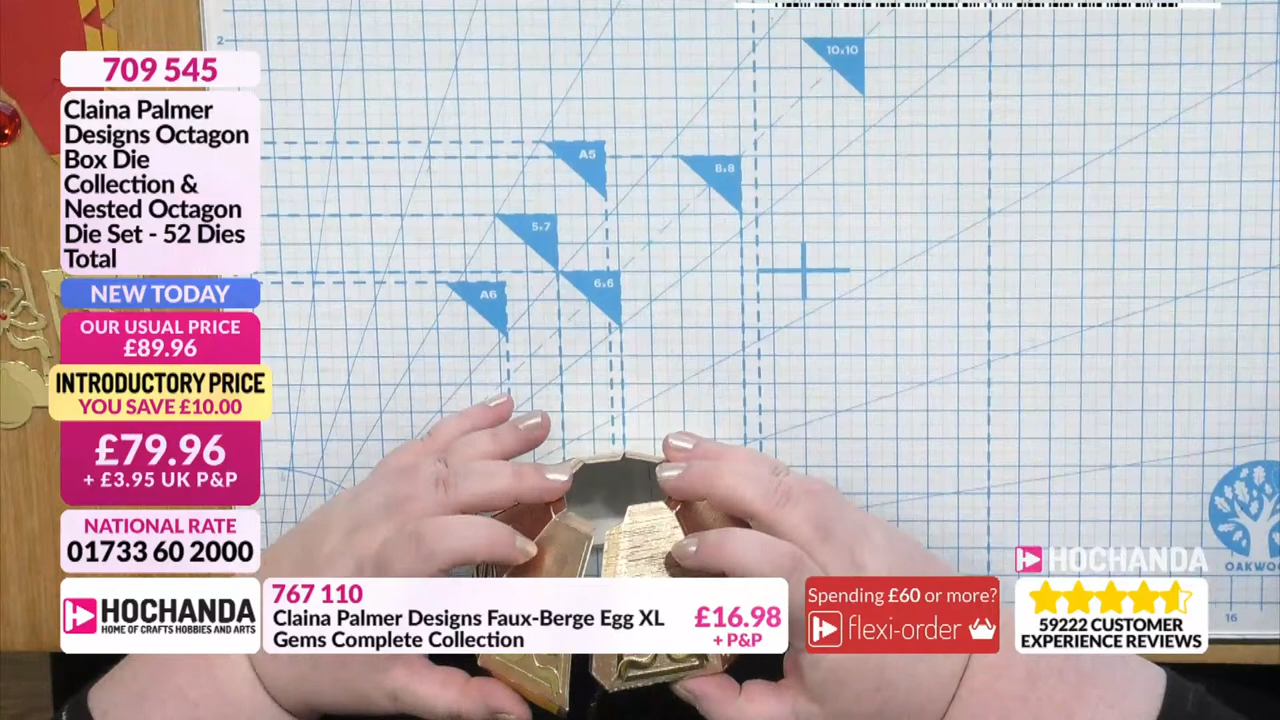 2
10x10
A5
8x8
5x7
6x6
A6
16
OAKWO
709 545
Claina Palmer
Designs Octagon
Box Die
Collection &
Nested Octagon
Die Set - 52 Dies
Total
NEW TODAY
OUR USUAL PRICE
£89.96
INTRODUCTORY PRICE
YOU SAVE £10.00
£79.96
+ £3.95 UK P&P
NATIONAL RATE
01733 60 2000
HOCHANDA
HOME OF CRAFTS HOBBIES AND ARTS
767 110
Claina Palmer Designs Faux-Berge Egg XL
Gems Complete Collection
£16.98
+ P&P
Spending £60 or more?
flexi-order
HOCHANDA
59222 CUSTOMER
EXPERIENCE REVIEWS